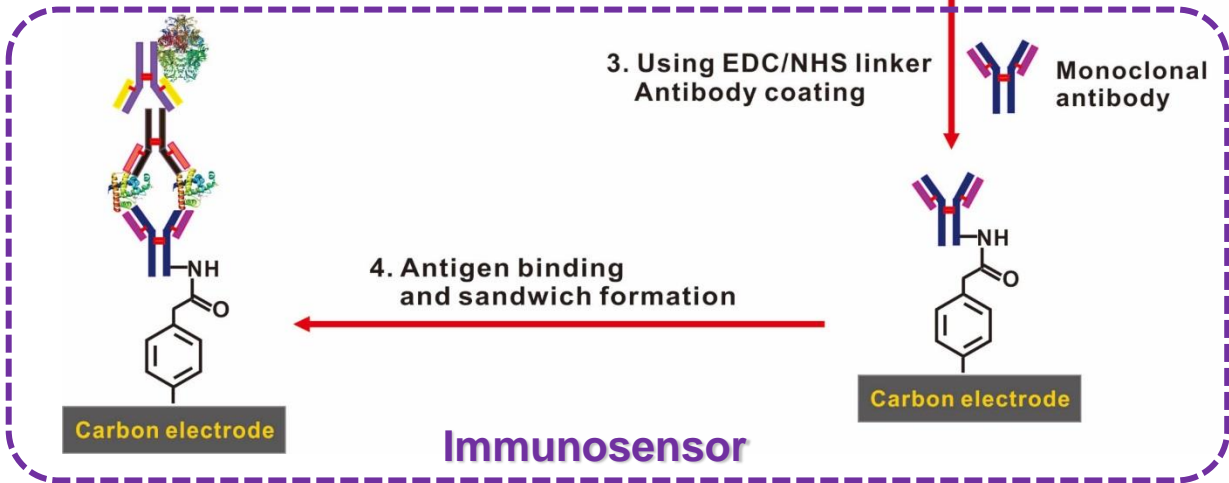 3. Using EDC/NHS linker
Antibody coating
Monoclonal
antibody
NH
O
4. Antigen binding
and sandwich formation
NH
O
Carbon electrode
Carbon electrode
Immunosensor